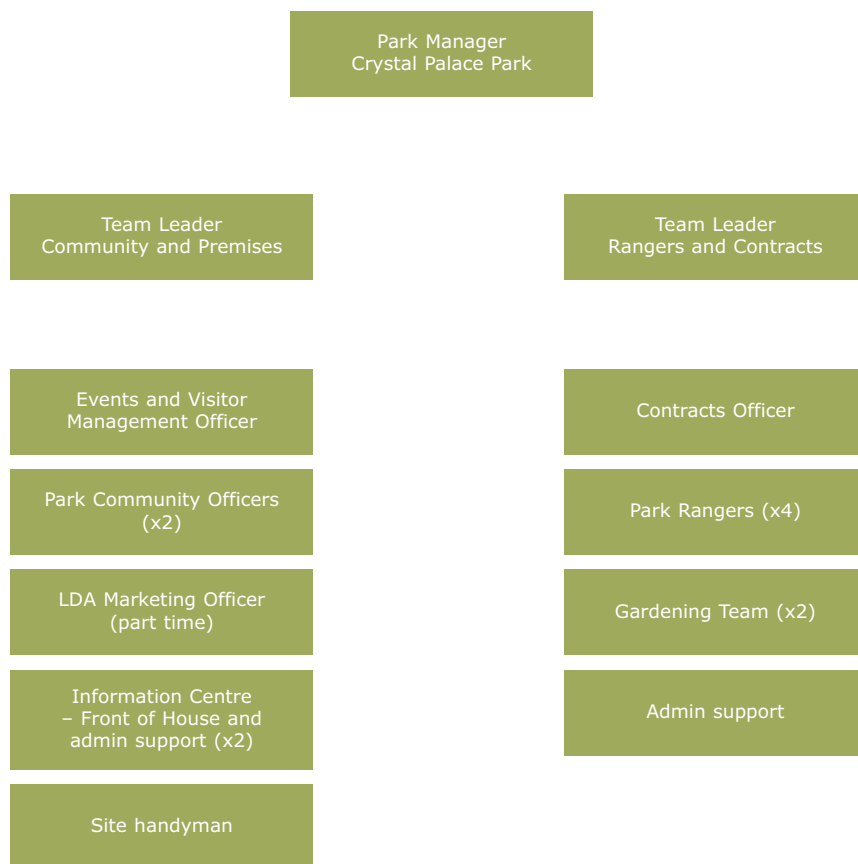 Park Manager
Crystal Palace Park
Team Leader
Community and Premises
Team Leader
Rangers and Contracts
Events and Visitor
Management Officer
Park Community Officers
(x2)
LDA Marketing Officer
(part time)
Information Centre
– Front of House and
admin support (x2)
Site handyman
Contracts Officer
Park Rangers (x4)
Gardening Team (x2)
Admin support